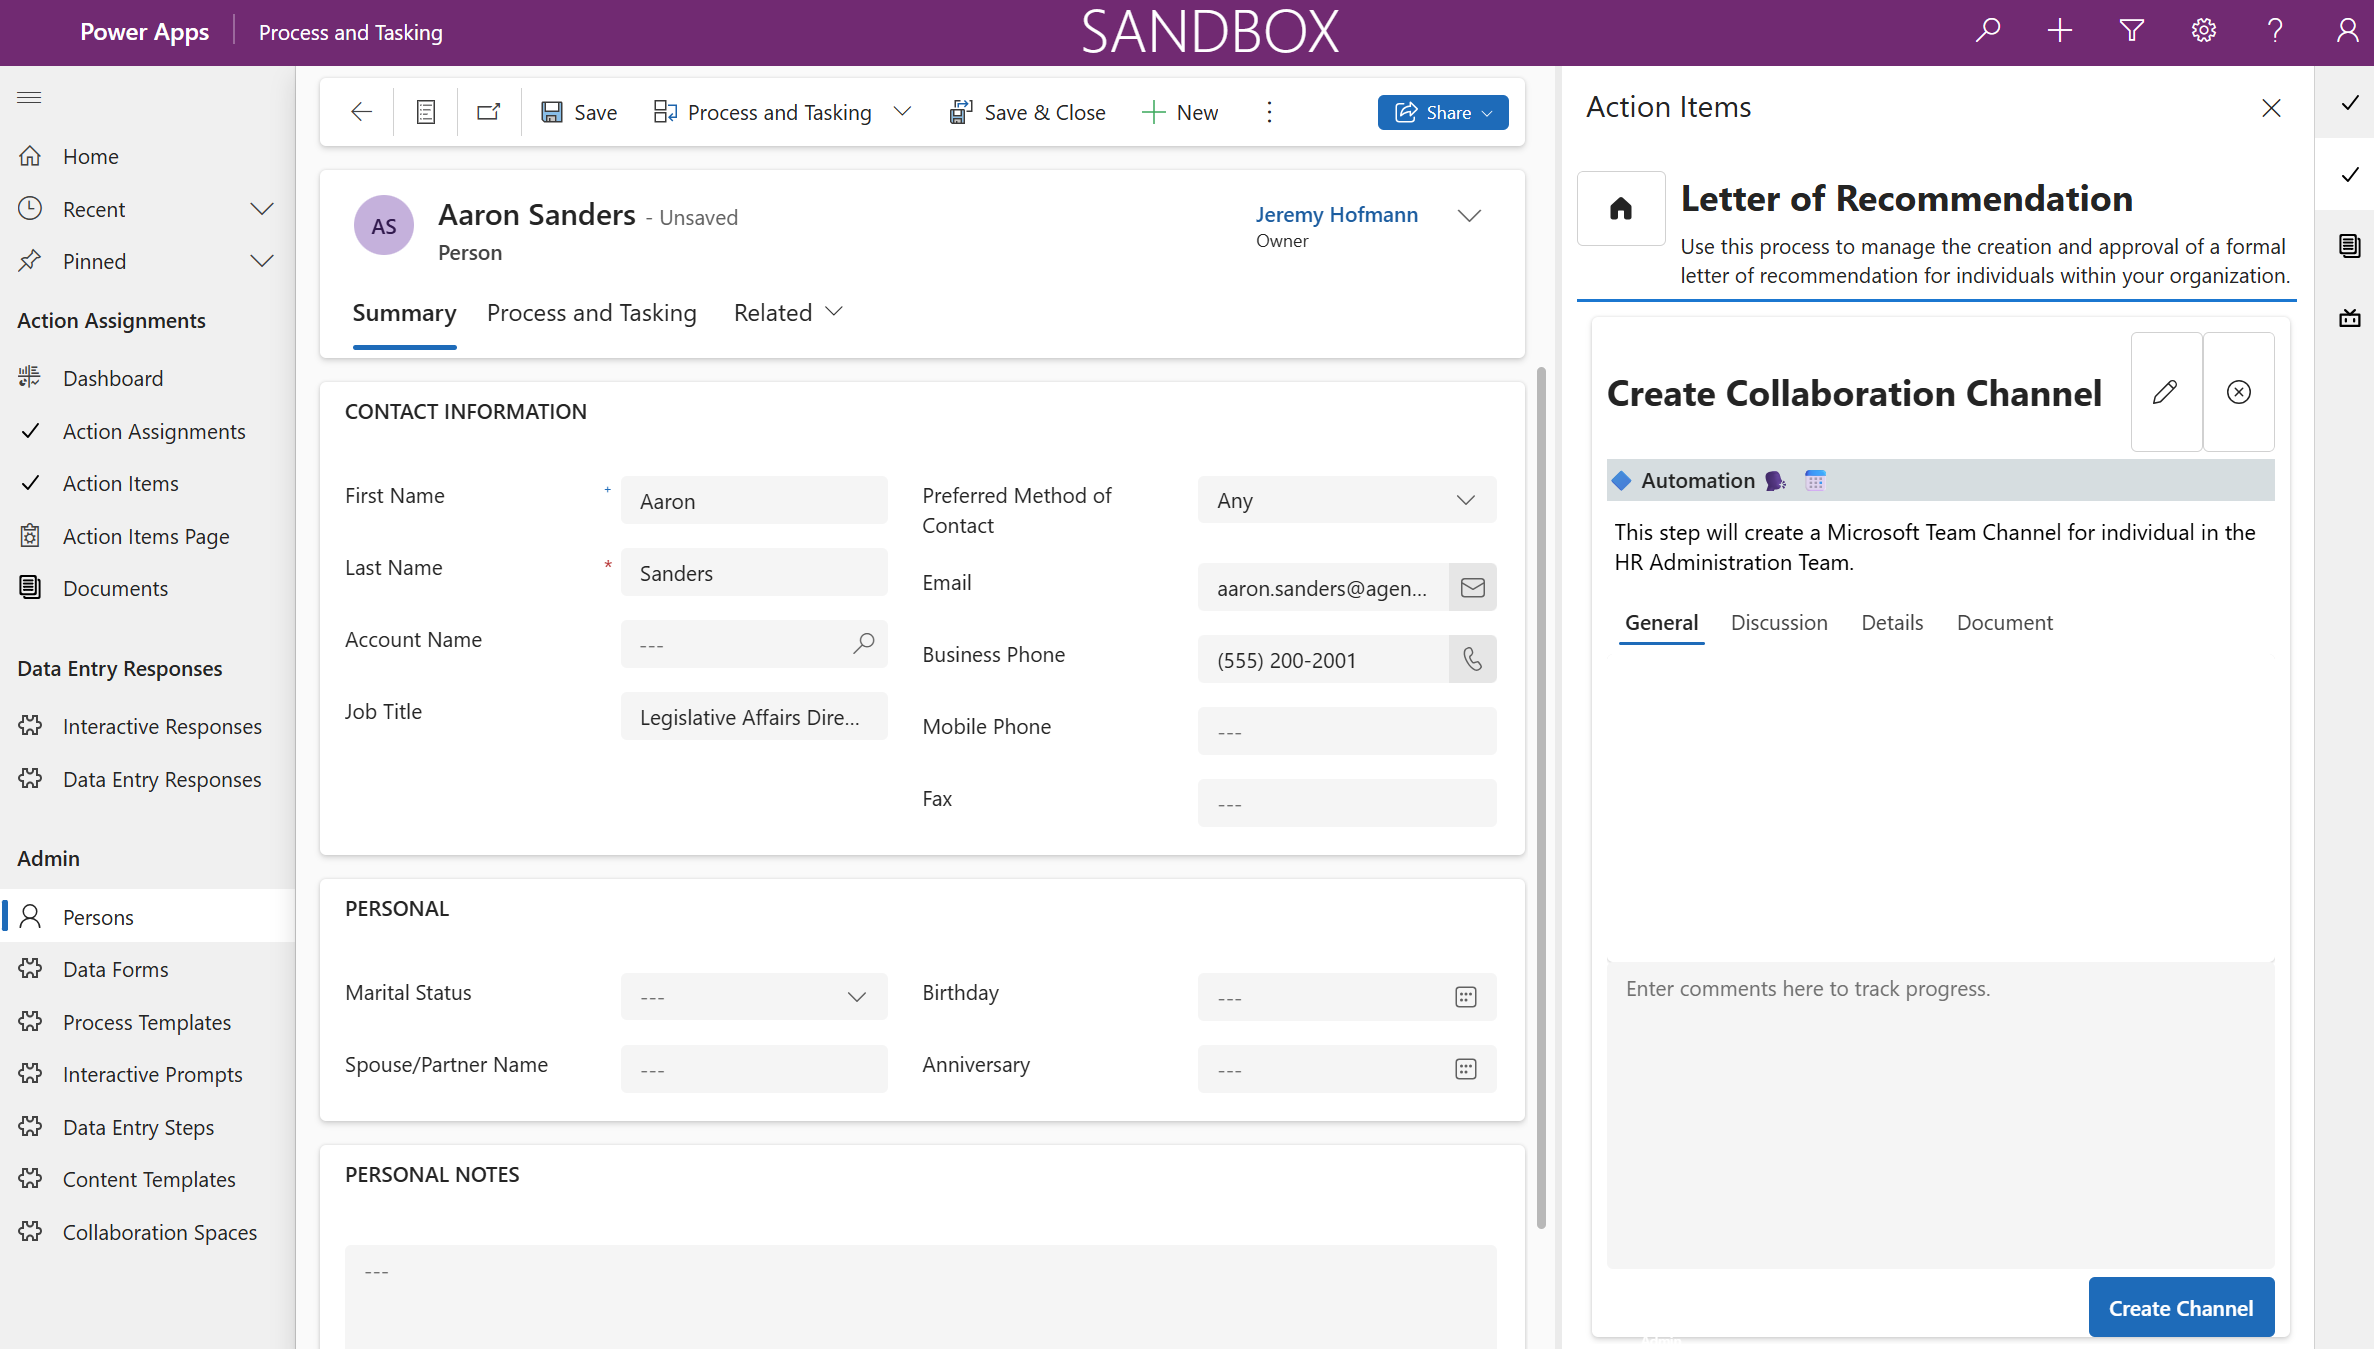 Power Apps
Process and Tasking
SANDBOX
Home
Recent
Pinned
Action Assignments
Dashboard
Action Assignments
Action Items
Action Items Page
Documents
Data Entry Responses
Interactive Responses
Data Entry Responses
Admin
Persons
Data Forms
Process Templates
Interactive Prompts
Data Entry Steps
Content Templates
Collaboration Spaces
Save
Process and Tasking
Save & Close
New
Share
AS
Aaron Sanders - Unsaved
Person
Jeremy Hofmann
Owner
Summary
Process and Tasking
Related
CONTACT INFORMATION
First Name +
Aaron
Last Name *
Sanders
Account Name
---
Job Title
Legislative Affairs Dire...
Preferred Method of
Contact
Any
Email
aaron.sanders@agen...
Business Phone
(555) 200-2001
Mobile Phone
---
Fax
---
PERSONAL
Marital Status
---
Spouse/Partner Name
---
Birthday
---
Anniversary
---
PERSONAL NOTES
---
Action Items
Letter of Recommendation
Use this process to manage the creation and approval of a formal
letter of recommendation for individuals within your organization.
Create Collaboration Channel
Automation
This step will create a Microsoft Team Channel for individual in the
HR Administration Team.
General
Discussion
Details
Document
Enter comments here to track progress.
Create Channel